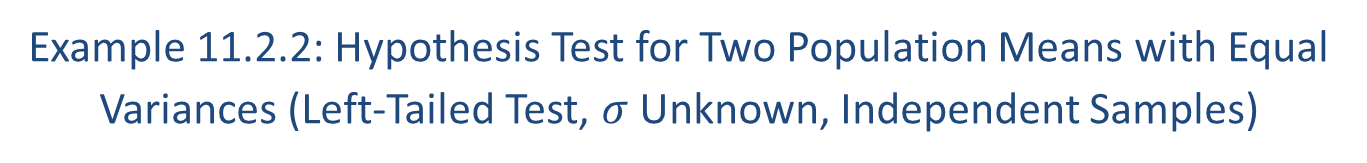 Example 11.2.2: Hypothesis Test for Two Population Means with Equal
Variances (Left-Tailed Test, 𝜎 Unknown, Independent Samples)